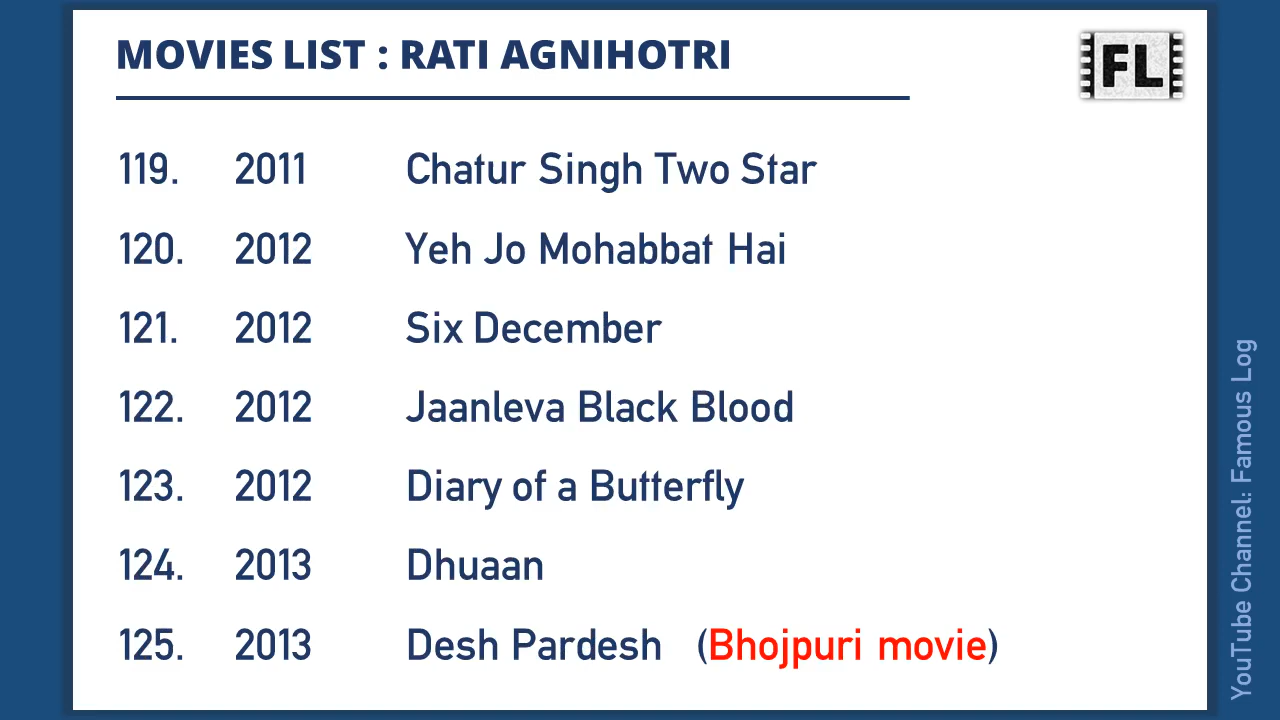 MOVIES LIST : RATI AGNIHOTRI
FL
119. 2011 Chatur Singh Two Star
120. 2012 Yeh Jo Mohabbat Hai
121. 2012 Six December
122. 2012 Jaanleva Black Blood
123. 2012 Diary of a Butterfly
124. 2013 Dhuaan
125. 2013 Desh Pardesh (Bhojpuri movie)
YouTube Channel: Famous Log